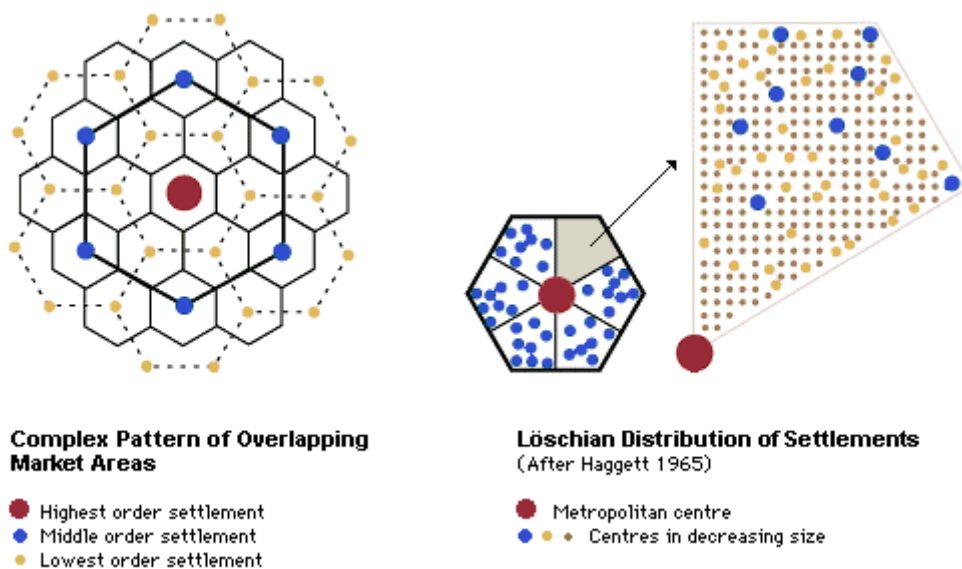 Complex Pattern of Overlapping
Market Areas
Highest order settlement
Middle order settlement
Lowest order settlement
Löschian Distribution of Settlements
(After Haggett 1965)
Metropolitan centre
Centres in decreasing size